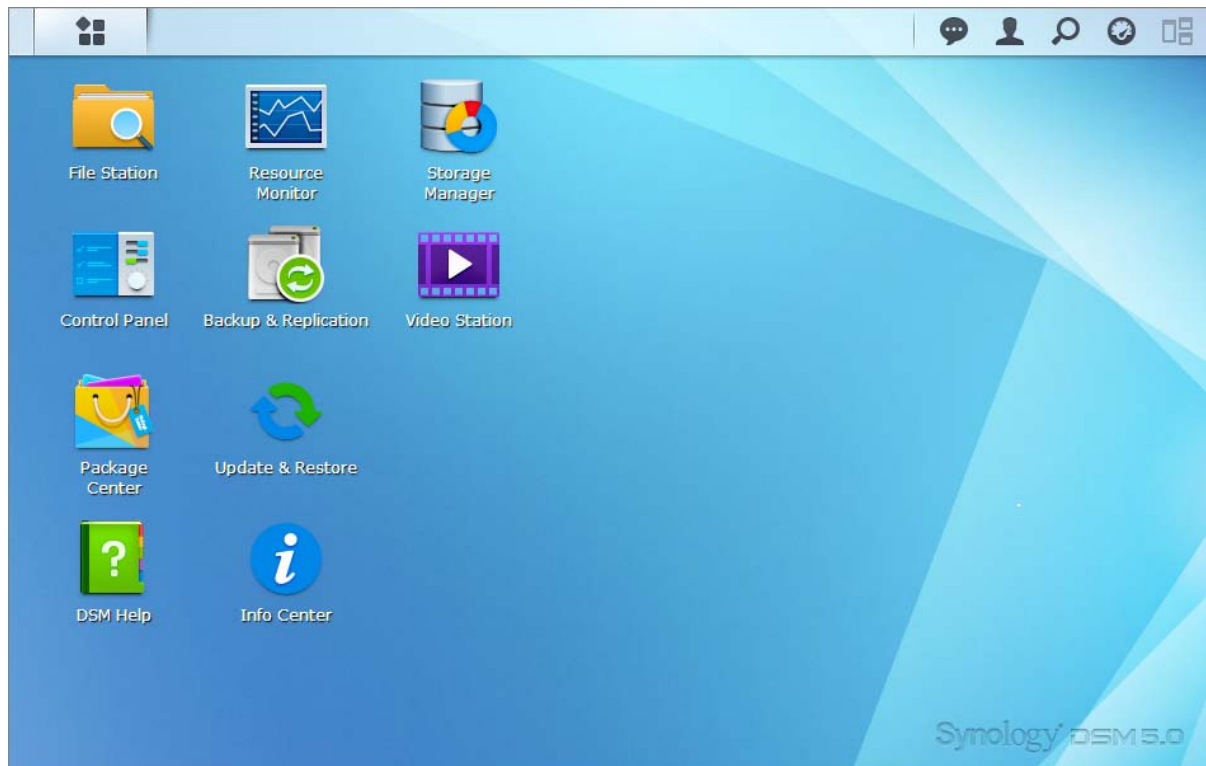 File Station
Resource
Monitor
Storage
Manager
Control Panel
Backup & Replication
Video Station
Package
Center
Update & Restore
?
DSM Help
i
Info Center
Synology DSM 5.0